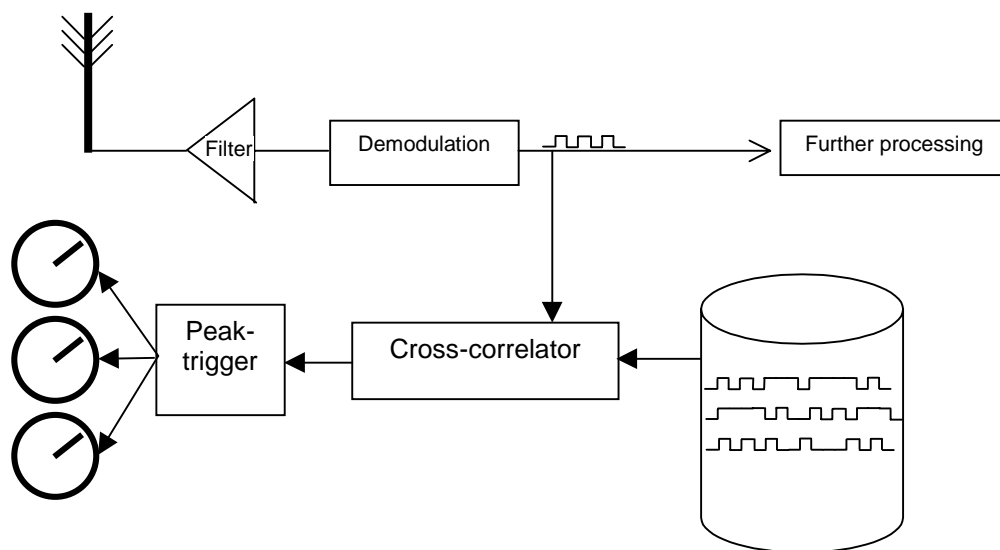 Filter
Demodulation
Further processing
Peak-
trigger
Cross-correlator